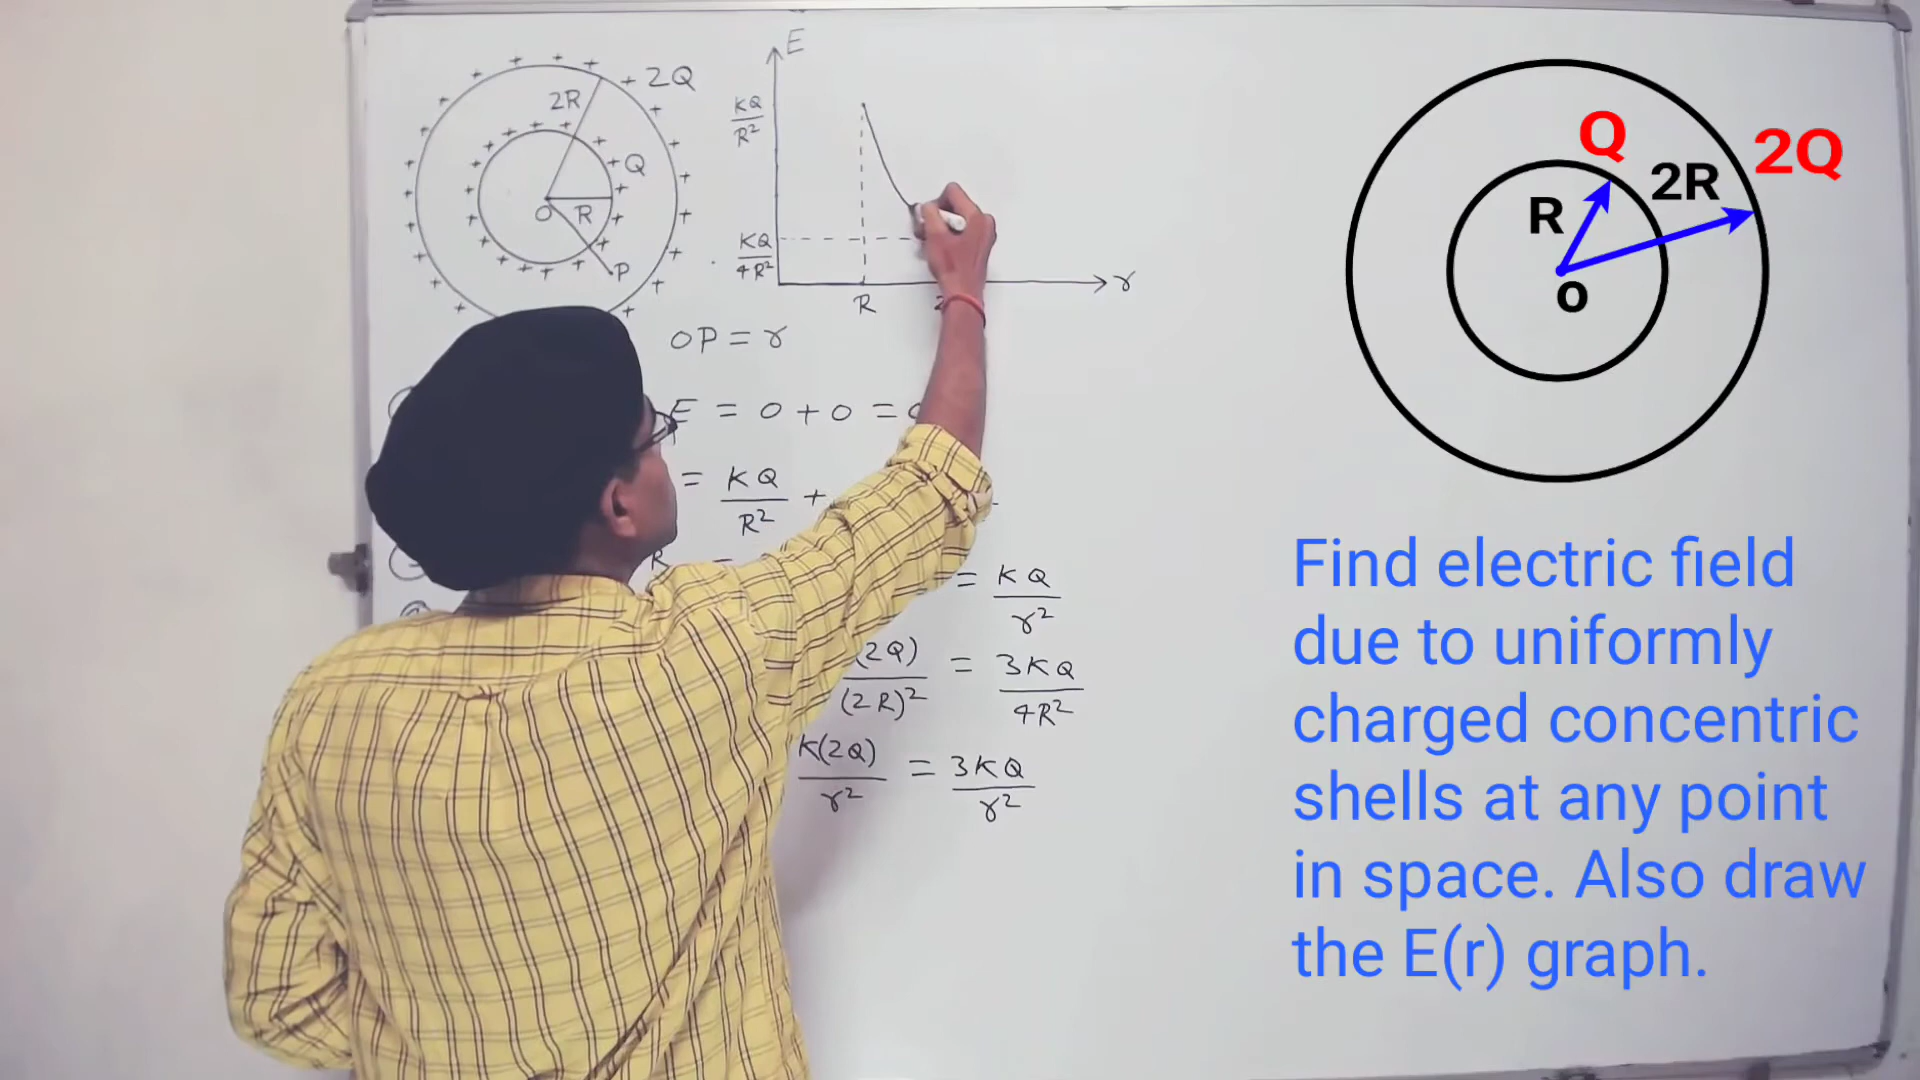 E
+ 2Q
2R
KQ
R²
Q
O
R
P
KQ
4R²
R
r
OP = r
E = 0 + 0 =
= KQ +
R²
R
= KQ
r²
(2Q) = 3KQ
(2R)² 4R²
K(2Q) = 3KQ
r² r²
Q
2Q
2R
R
o
Find electric field
due to uniformly
charged concentric
shells at any point
in space. Also draw
the E(r) graph.